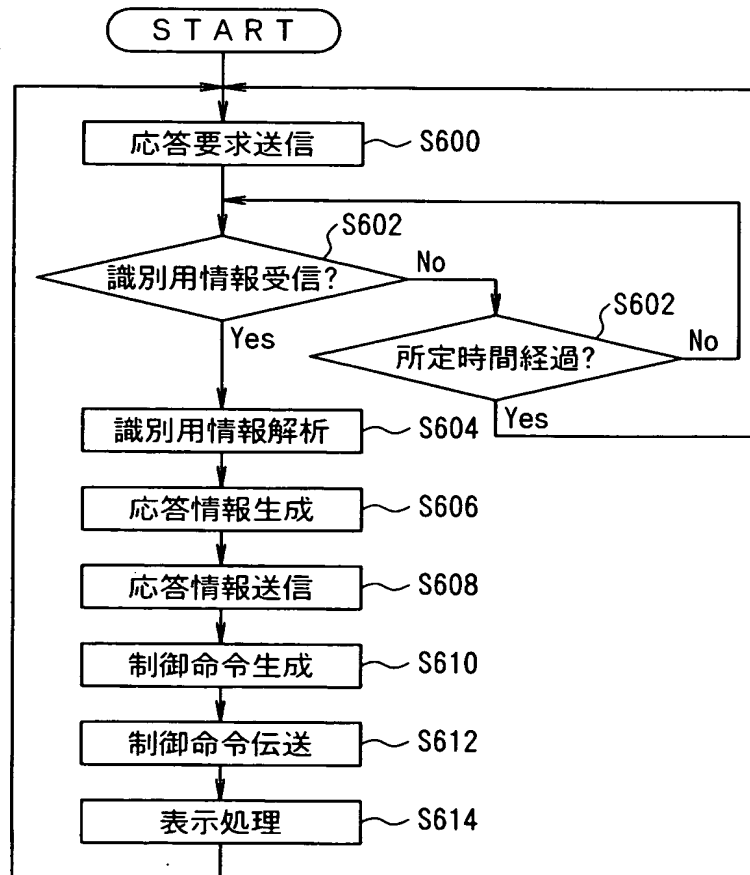 START
応答要求送信
S600
S602
識別用情報受信?
No
Yes
S602
所定時間経過?
No
Yes
識別用情報解析
S604
応答情報生成
S606
応答情報送信
S608
制御命令生成
S610
制御命令伝送
S612
表示処理
S614